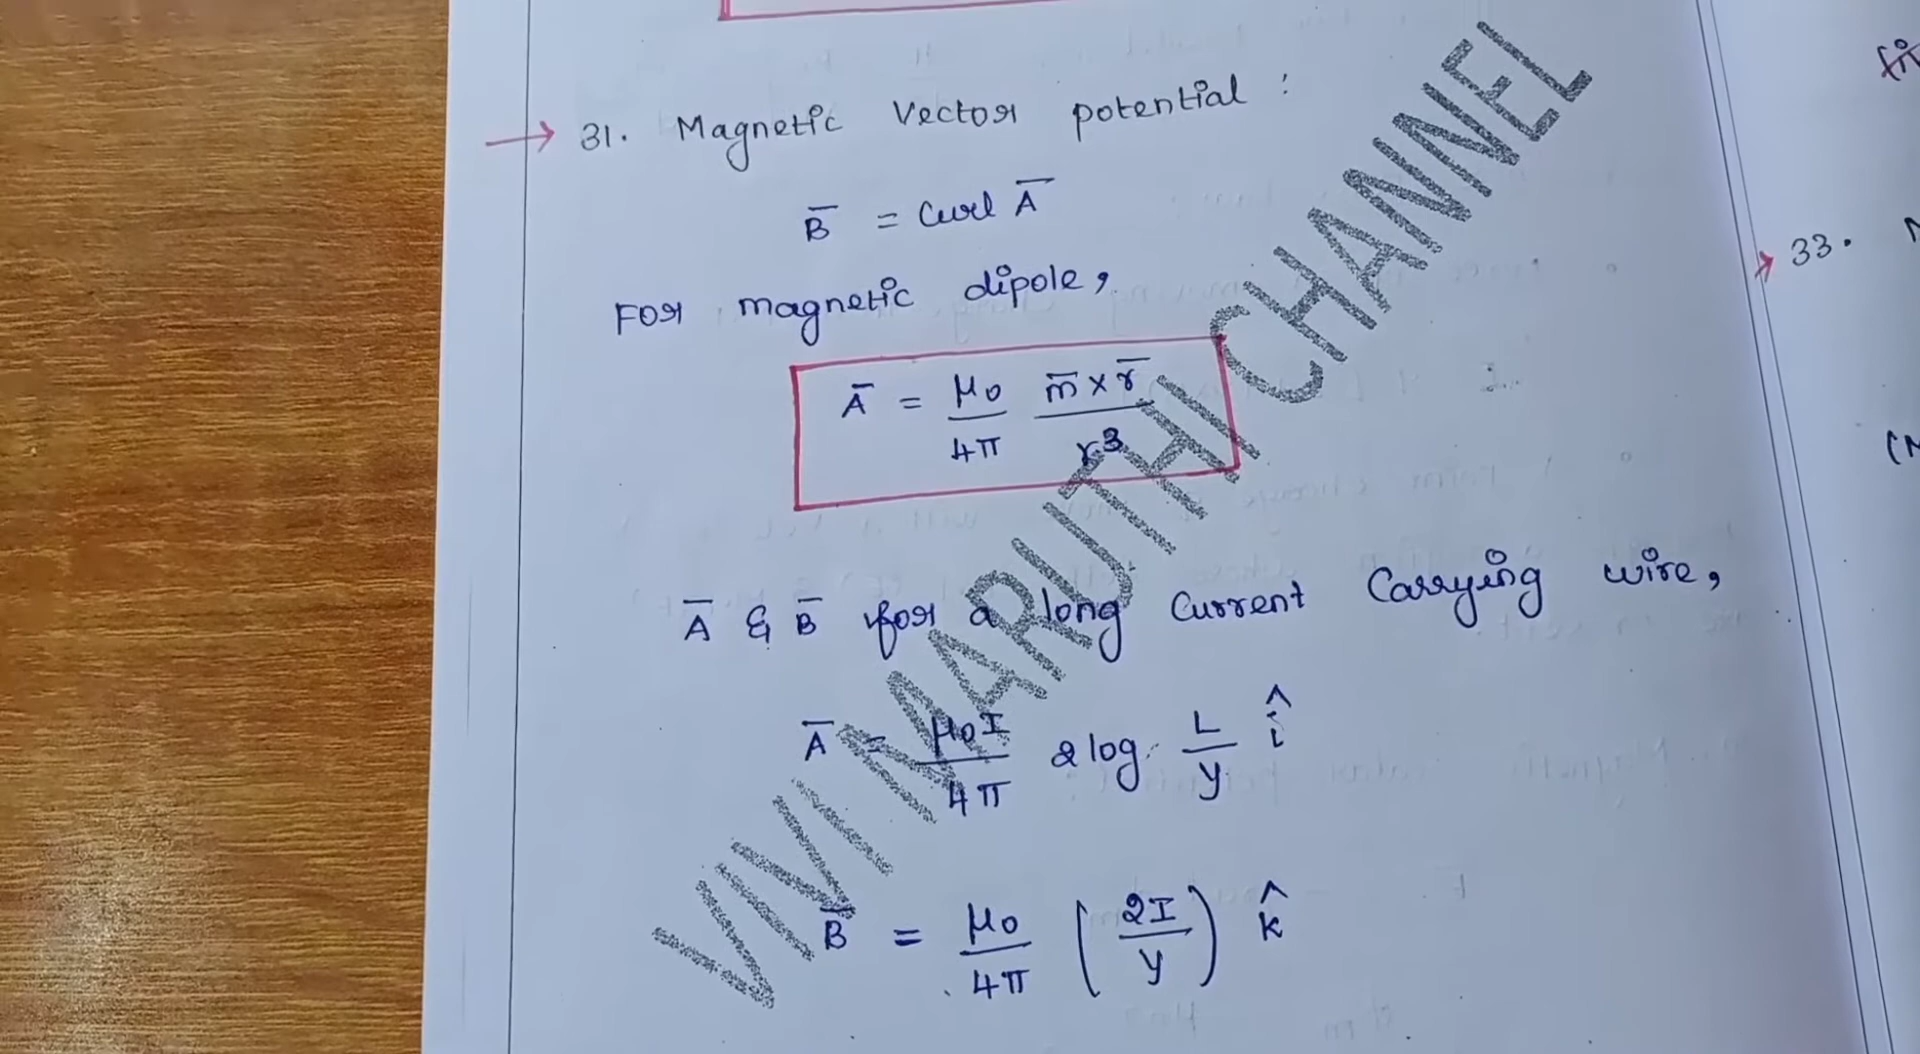 → 31. Magnetic Vector potential :
B̅ = Curl A̅
For magnetic dipole,
A̅ = μ0/4π m̅ × r̅/r³
A̅ & B̅ for a long Current Carrying wire,
A̅ = μ0I/4π 2 log L/y î
B̅ = μ0/4π (2I/y) k̂
VIVI MARUTHI CHANNEL
33.